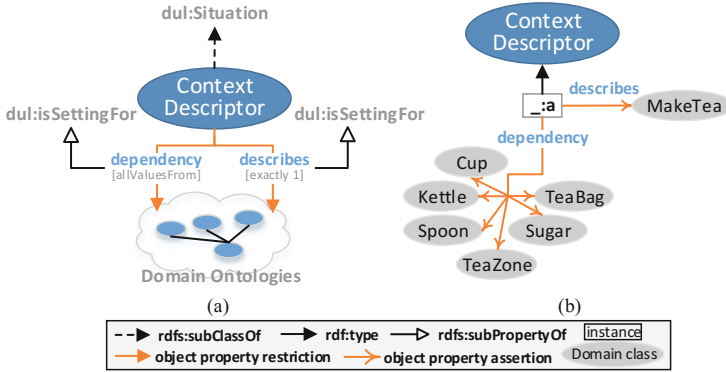 dul:Situation
Context
Descriptor
dul:isSettingFor
dul:isSettingFor
dependency
[allValuesFrom]
describes
[exactly 1]
Domain Ontologies
(a)
Context
Descriptor
_:a
describes
MakeTea
dependency
Cup
Kettle
TeaBag
Spoon
Sugar
TeaZone
(b)
rdfs:subClassOf
rdf:type
rdfs:subPropertyOf
instance
object property restriction
object property assertion
Domain class